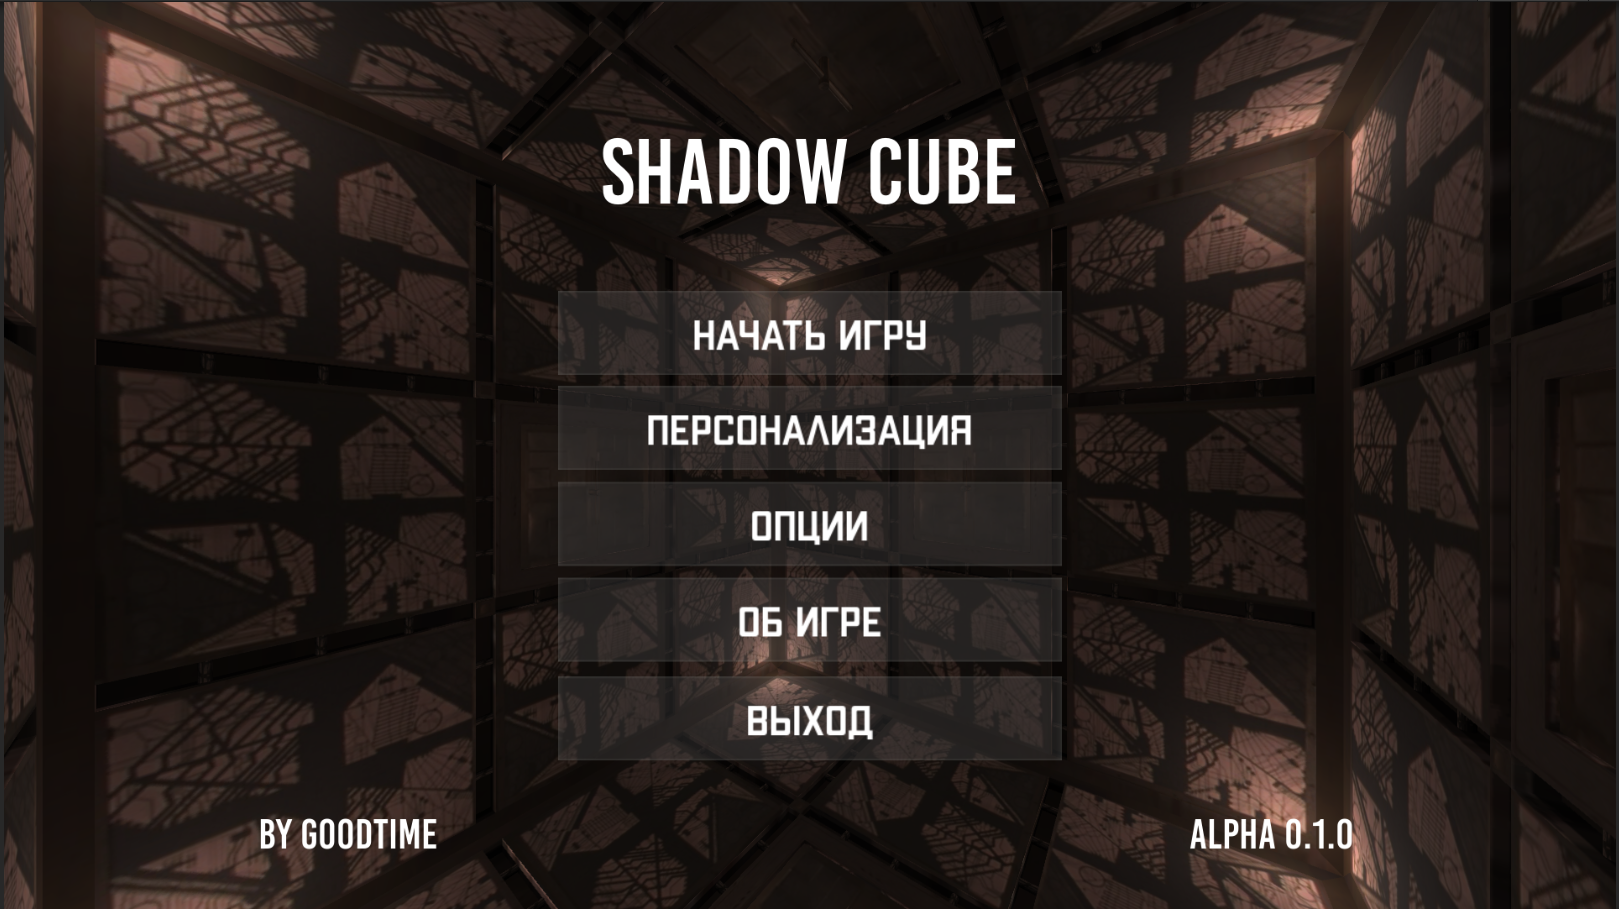 SHADOW CUBE
НАЧАТЬ ИГРУ
ПЕРСОНАЛИЗАЦИЯ
ОПЦИИ
ОБ ИГРЕ
ВЫХОД
BY GOODTIME
ALPHA 0.1.0